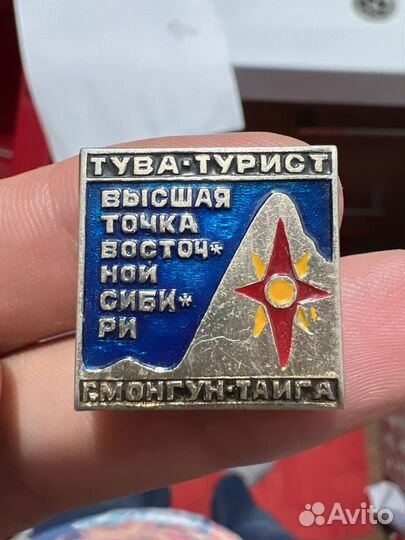 ТУВА·ТУРИСТ
ВЫСШАЯ
ТОЧКА
ВОСТОЧ*
НОЙ
СИБИ*
РИ
Г.МОНГУН·ТАЙГА
Avito